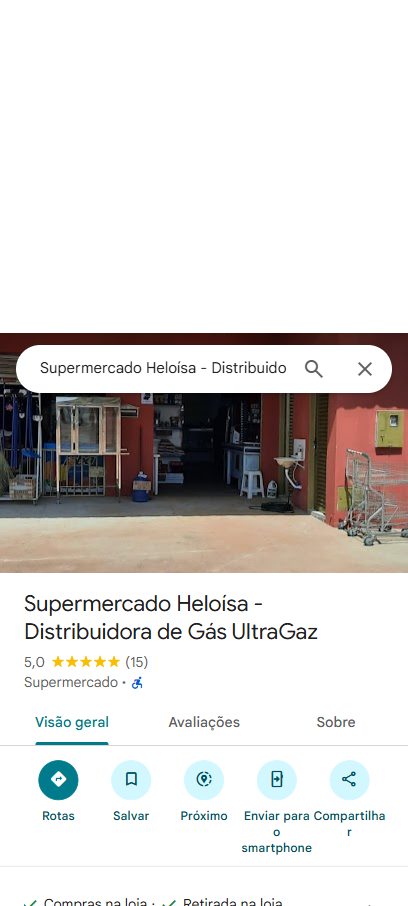 Supermercado Heloísa - Distribuido
Supermercado Heloísa -
Distribuidora de Gás UltraGaz
5,0 (15)
Supermercado ·
Visão geral Avaliações Sobre
Rotas Salvar Próximo Enviar para o smartphone Compartilhar
Compras na loja · Retirada na loja